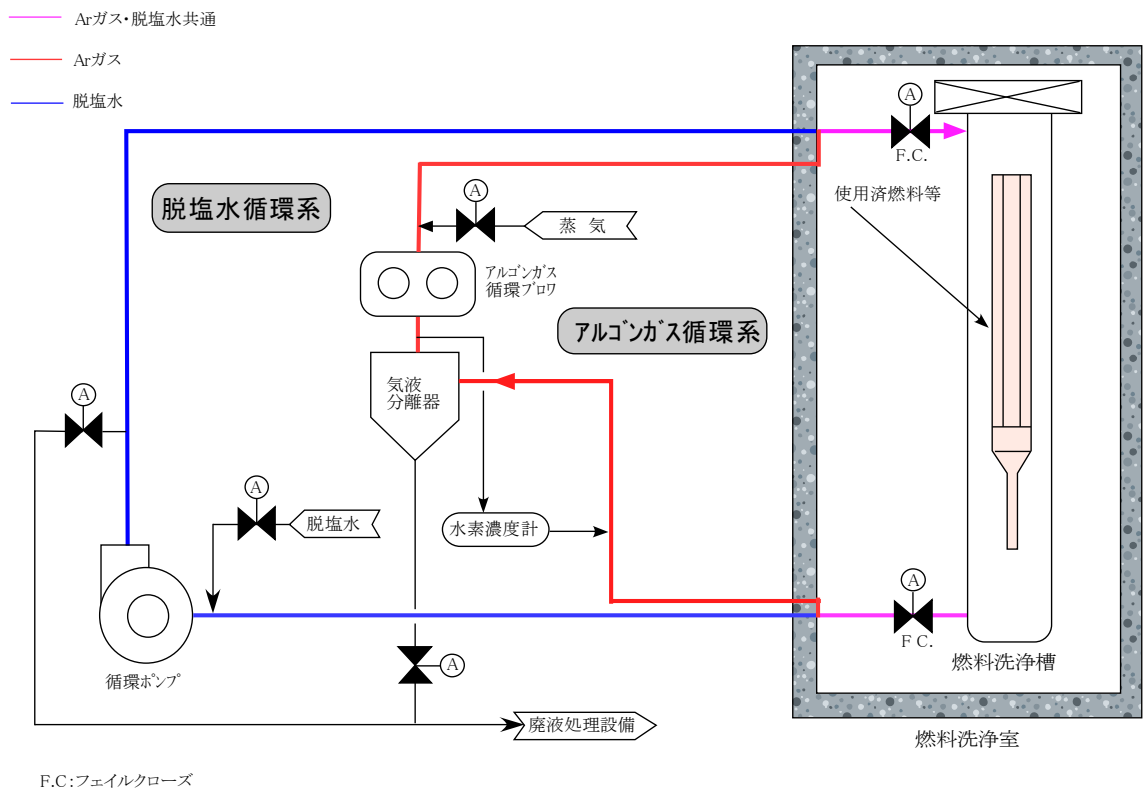 Arガス・脱塩水共通
Arガス
脱塩水
A
F.C.
脱塩水循環系
A
使用済燃料等
蒸 気
アルゴンガス
循環ブロワ
アルゴンガス循環系
気液
分離器
A
A
脱塩水
水素濃度計
A
F C.
A
燃料洗浄槽
循環ポンプ
廃液処理設備
燃料洗浄室
F.C:フェイルクローズ